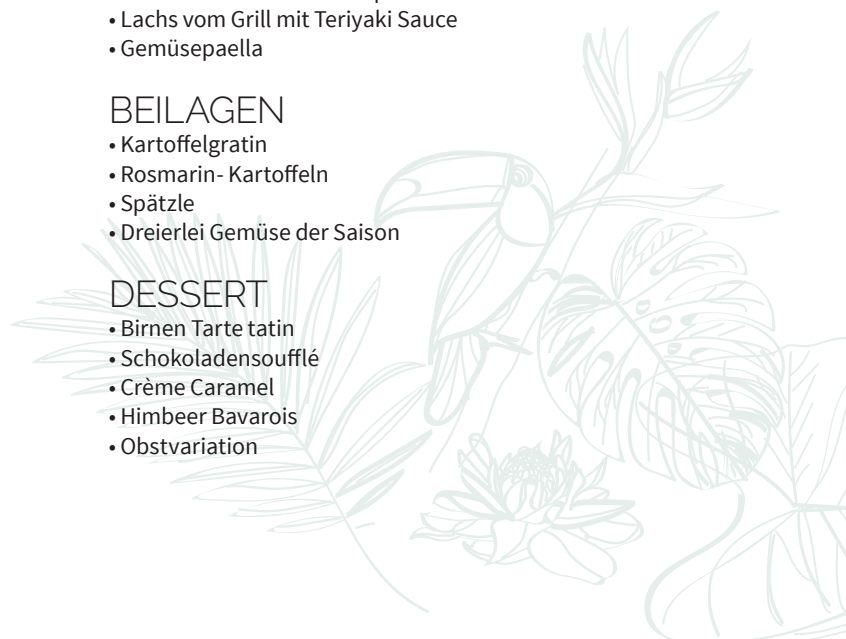 • Lachs vom Grill mit Teriyaki Sauce
• Gemüsepaella
BEILAGEN
• Kartoffelgratin
• Rosmarin- Kartoffeln
• Spätzle
• Dreierlei Gemüse der Saison
DESSERT
• Birnen Tarte tatin
• Schokoladensoufflé
• Crème Caramel
• Himbeer Bavarois
• Obstvariation